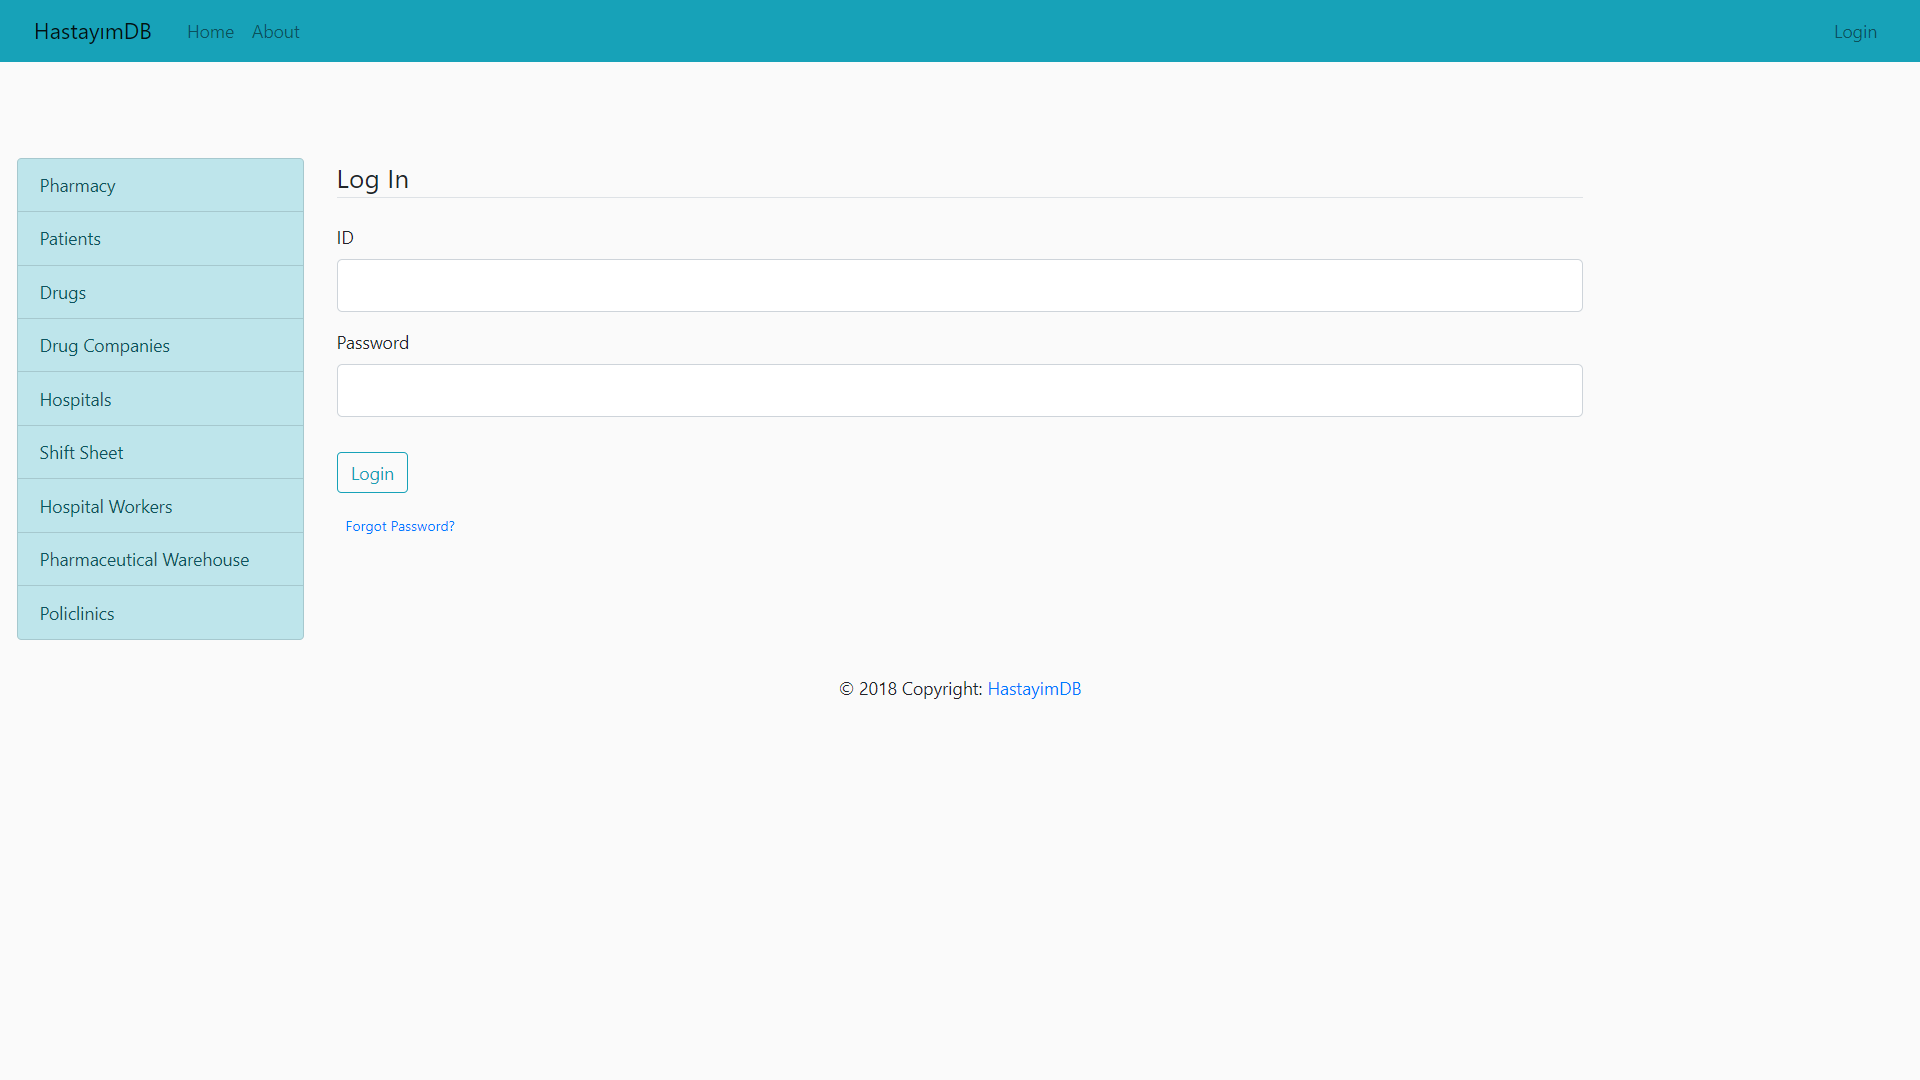 HastayımDB Home About Login
Pharmacy
Patients
Drugs
Drug Companies
Hospitals
Shift Sheet
Hospital Workers
Pharmaceutical Warehouse
Policlinics
Log In
ID
Password
Login
Forgot Password?
© 2018 Copyright: HastayimDB